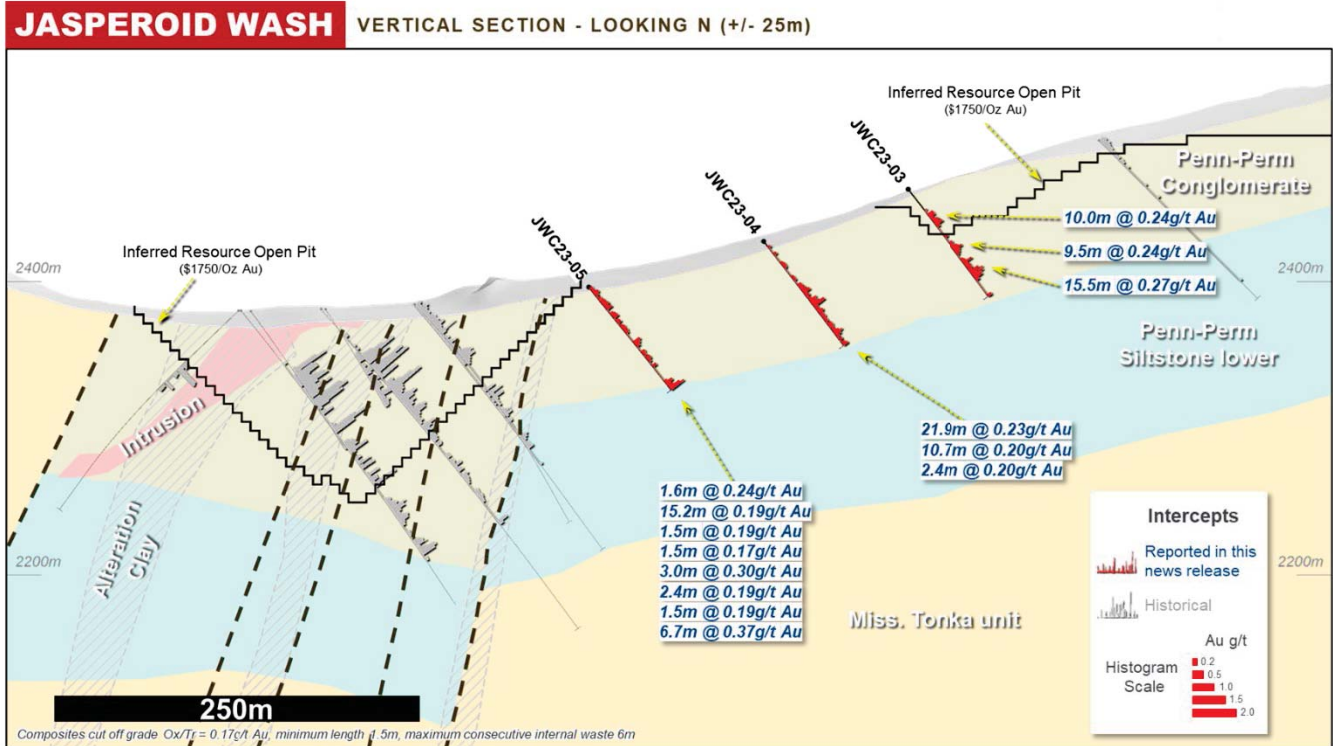 JASPEROID WASH
VERTICAL SECTION - LOOKING N (+/- 25m)
Inferred Resource Open Pit
($1750/Oz Au)
JWC23-03
Penn-Perm
Conglomerate
JWC23-04
10.0m @ 0.24g/t Au
9.5m @ 0.24g/t Au
15.5m @ 0.27g/t Au
Inferred Resource Open Pit
($1750/Oz Au)
JWC23-05
2400m
2400m
Penn-Perm
Siltstone lower
Intrusion
21.9m @ 0.23g/t Au
10.7m @ 0.20g/t Au
2.4m @ 0.20g/t Au
1.6m @ 0.24g/t Au
15.2m @ 0.19g/t Au
1.5m @ 0.19g/t Au
1.5m @ 0.17g/t Au
3.0m @ 0.30g/t Au
2.4m @ 0.19g/t Au
1.5m @ 0.19g/t Au
6.7m @ 0.37g/t Au
Alteration
Clay
2200m
2200m
Miss. Tonka unit
Intercepts
Reported in this
news release
Historical
Au g/t
Histogram
Scale
0.2
0.5
1.0
1.5
2.0
250m
Composites cut off grade Ox/Tr = 0.17g/t Au, minimum length 1.5m, maximum consecutive internal waste 6m